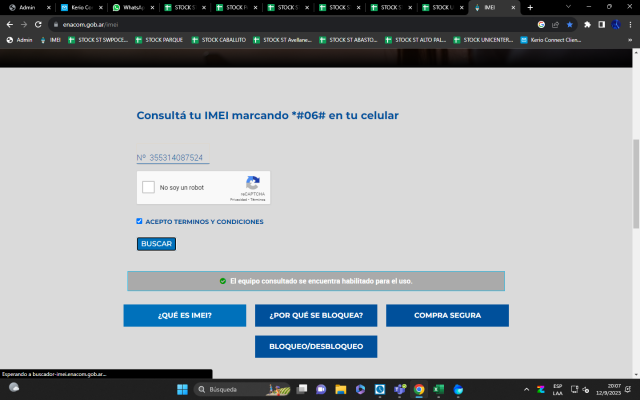 Admin
Kerio Con
WhatsAp
STOCK S
STOCK F
STOCK S
STOCK S
STOCK S
STOCK U
IMEI
enacom.gob.ar/imei
Admin
IMEI
STOCK ST SWPOCE...
STOCK PARQUE
STOCK CABALLITO
STOCK ST Avellane...
STOCK ST ABASTO...
STOCK ST ALTO PAL...
STOCK UNICENTER...
Kerio Connect Clien...
Consultá tu IMEI marcando *#06# en tu celular
Nº 355314087524
No soy un robot
reCAPTCHA
Privacidad - Términos
ACEPTO TERMINOS Y CONDICIONES
BUSCAR
El equipo consultado se encuentra habilitado para el uso.
¿QUÉ ES IMEI?
¿POR QUÉ SE BLOQUEA?
COMPRA SEGURA
BLOQUEO/DESBLOQUEO
Esperando a buscador-imei.enacom.gob.ar...
Búsqueda
ESP
LAA
20:07
12/9/2023